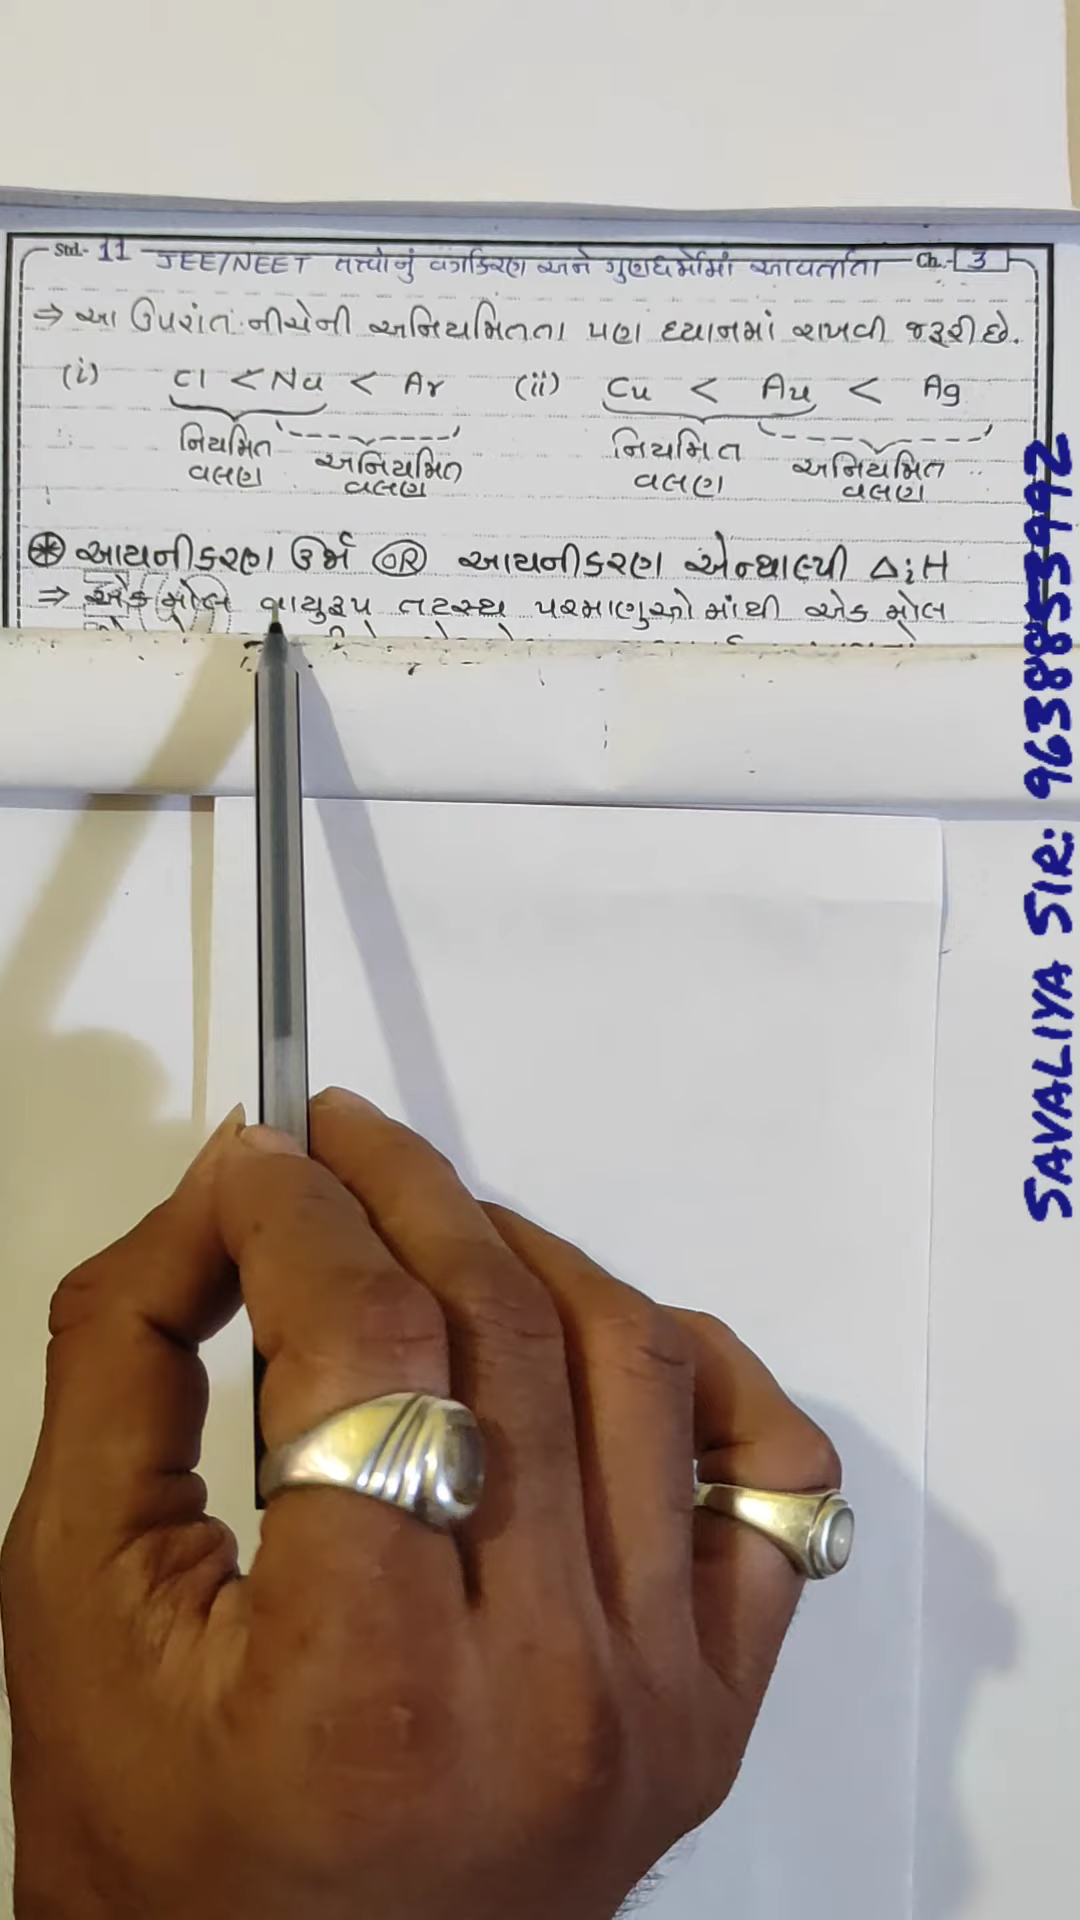 Std.- 11 JEE/NEET તત્ત્વોનું વર્ગીકરણ અને ગુણધર્મોમાં આવર્તીતા Ch.- 3
⇒ આ ઉપરાંત નીચેની અનિયમિતતા પણ ધ્યાનમાં રાખવી જરૂરી છે.
(i) Cl < Na < Ar (ii) Cu < Au < Ag
નિયમિત વલણ અનિયમિત વલણ નિયમિત વલણ અનિયમિત વલણ
⊛ આયનીકરણ ઉર્જા OR આયનીકરણ એન્થાલ્પી ΔiH
⇒ એક મોલ વાયુરૂપ તટસ્થ પરમાણુઓમાંથી એક મોલ
SAVALIYA SIR: 9638853992